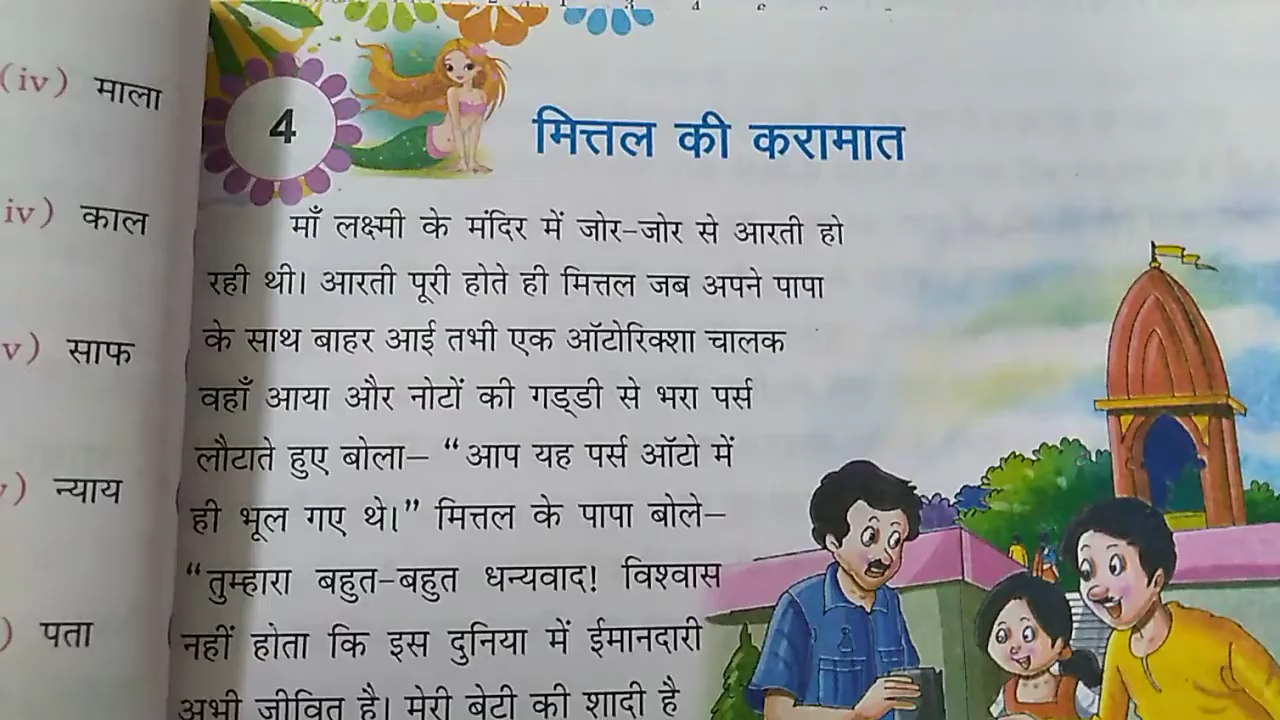 (iv) माला
iv) काल
v) साफ
) न्याय
) पता
4
मित्तल की करामात
माँ लक्ष्मी के मंदिर में जोर-जोर से आरती हो
रही थी। आरती पूरी होते ही मित्तल जब अपने पापा
के साथ बाहर आई तभी एक ऑटोरिक्शा चालक
वहाँ आया और नोटों की गड्डी से भरा पर्स
लौटाते हुए बोला– “आप यह पर्स ऑटो में
ही भूल गए थे।” मित्तल के पापा बोले–
“तुम्हारा बहुत-बहुत धन्यवाद! विश्वास
नहीं होता कि इस दुनिया में ईमानदारी
अभी जीवित है। मेरी बेटी की शादी है